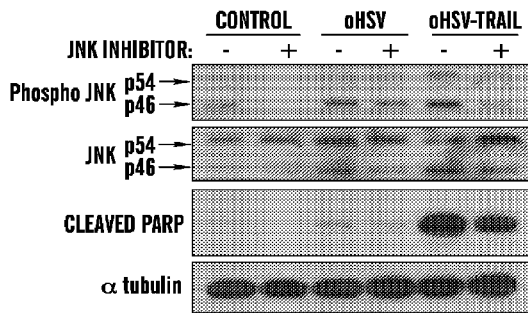 CONTROL oHSV oHSV-TRAIL
JNK INHIBITOR: - + - + - +
Phospho JNK p54
p46
JNK p54
p46
CLEAVED PARP
α tubulin